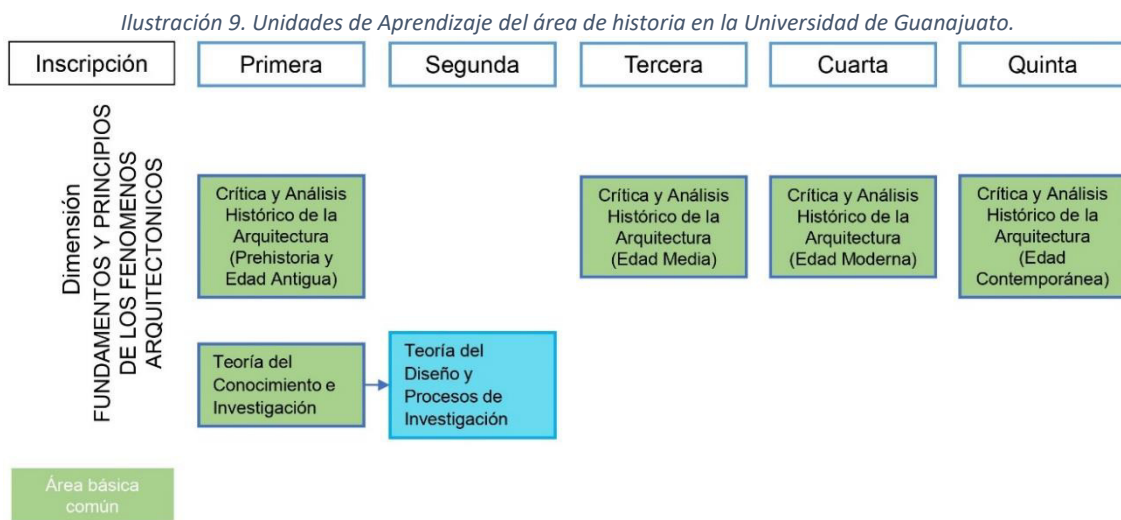 Ilustración 9. Unidades de Aprendizaje del área de historia en la Universidad de Guanajuato.
Inscripción
Primera
Segunda
Tercera
Cuarta
Quinta
Dimensión
FUNDAMENTOS Y PRINCIPIOS
DE LOS FENOMENOS
ARQUITECTONICOS
Crítica y Análisis
Histórico de la
Arquitectura
(Prehistoria y
Edad Antigua)
Crítica y Análisis
Histórico de la
Arquitectura
(Edad Media)
Crítica y Análisis
Histórico de la
Arquitectura
(Edad Moderna)
Crítica y Análisis
Histórico de la
Arquitectura
(Edad
Contemporánea)
Teoría del
Conocimiento e
Investigación
Teoría del
Diseño y
Procesos de
Investigación
Área básica
común